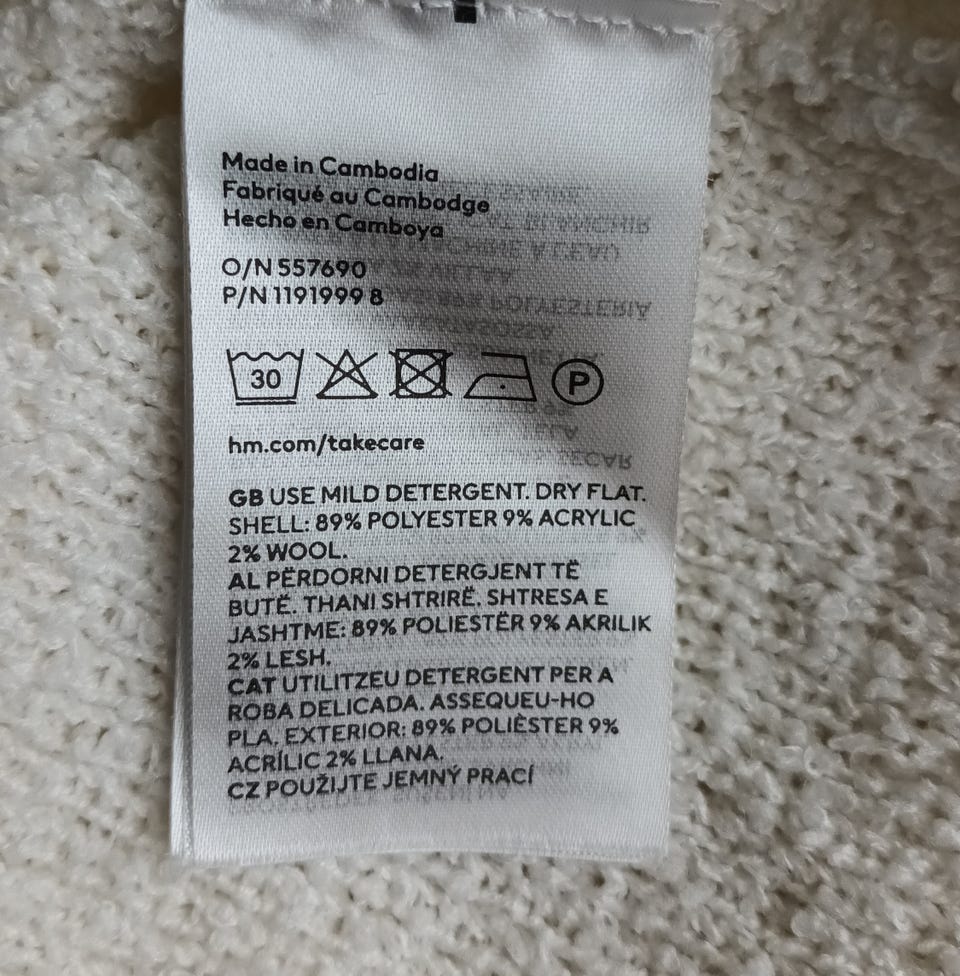 Made in Cambodia
Fabriqué au Cambodge
Hecho en Camboya
O/N 557690
P/N 1191999 8
30
P
hm.com/takecare
GB USE MILD DETERGENT. DRY FLAT.
SHELL: 89% POLYESTER 9% ACRYLIC
2% WOOL.
AL PËRDORNI DETERGJENT TË
BUTË. THANI SHTRIRË. SHTRESA E
JASHTME: 89% POLIESTËR 9% AKRILIK
2% LESH.
CAT UTILITZEU DETERGENT PER A
ROBA DELICADA. ASSEQUEU-HO
PLA. EXTERIOR: 89% POLIÈSTER 9%
ACRÍLIC 2% LLANA.
CZ POUŽIJTE JEMNÝ PRACÍ